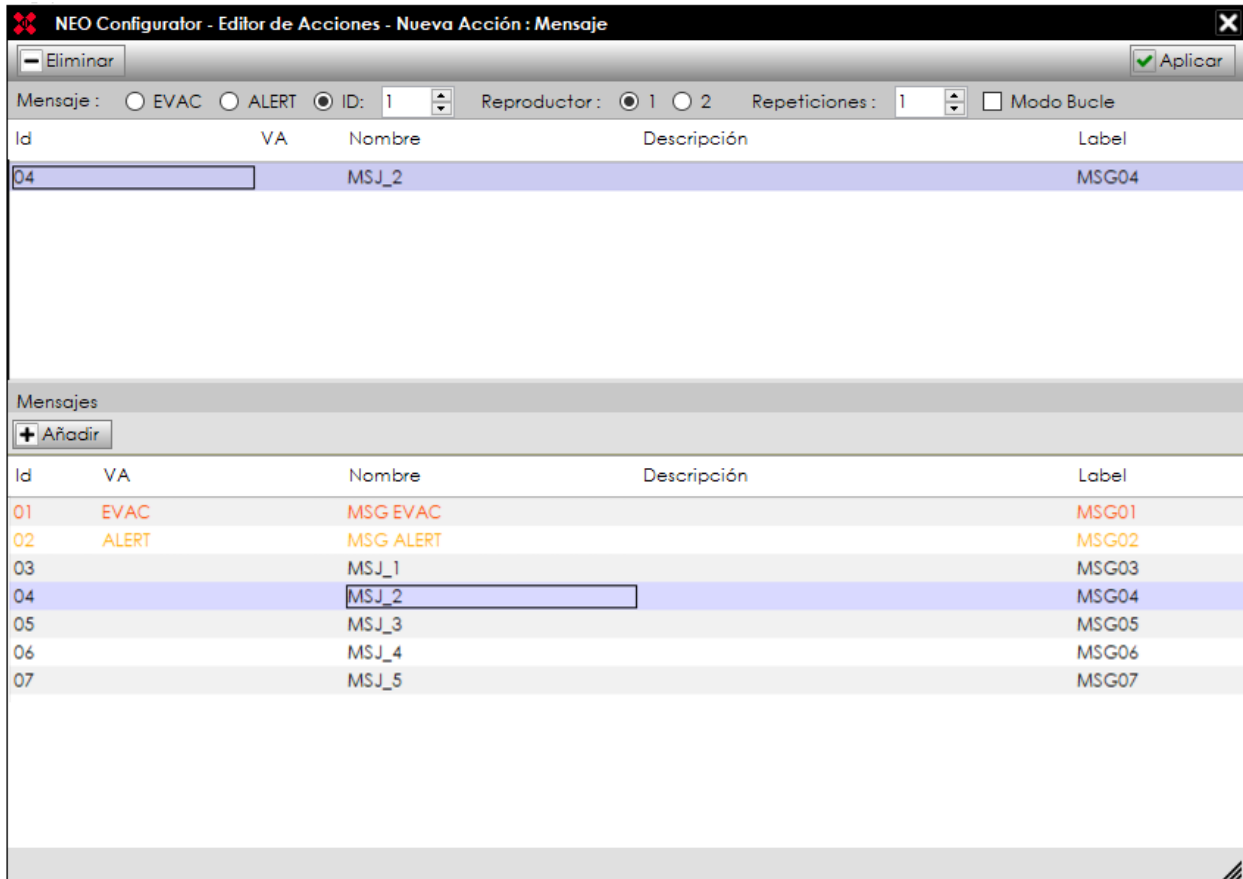 NEO Configurator - Editor de Acciones - Nueva Acción : Mensaje
Eliminar Aplicar
Mensaje : EVAC ALERT ID: 1 Reproductor : 1 2 Repeticiones : 1 Modo Bucle
Id VA Nombre Descripción Label
04 MSJ_2 MSG04
Mensajes
Añadir
Id VA Nombre Descripción Label
01 EVAC MSG EVAC MSG01
02 ALERT MSG ALERT MSG02
03 MSJ_1 MSG03
04 MSJ_2 MSG04
05 MSJ_3 MSG05
06 MSJ_4 MSG06
07 MSJ_5 MSG07